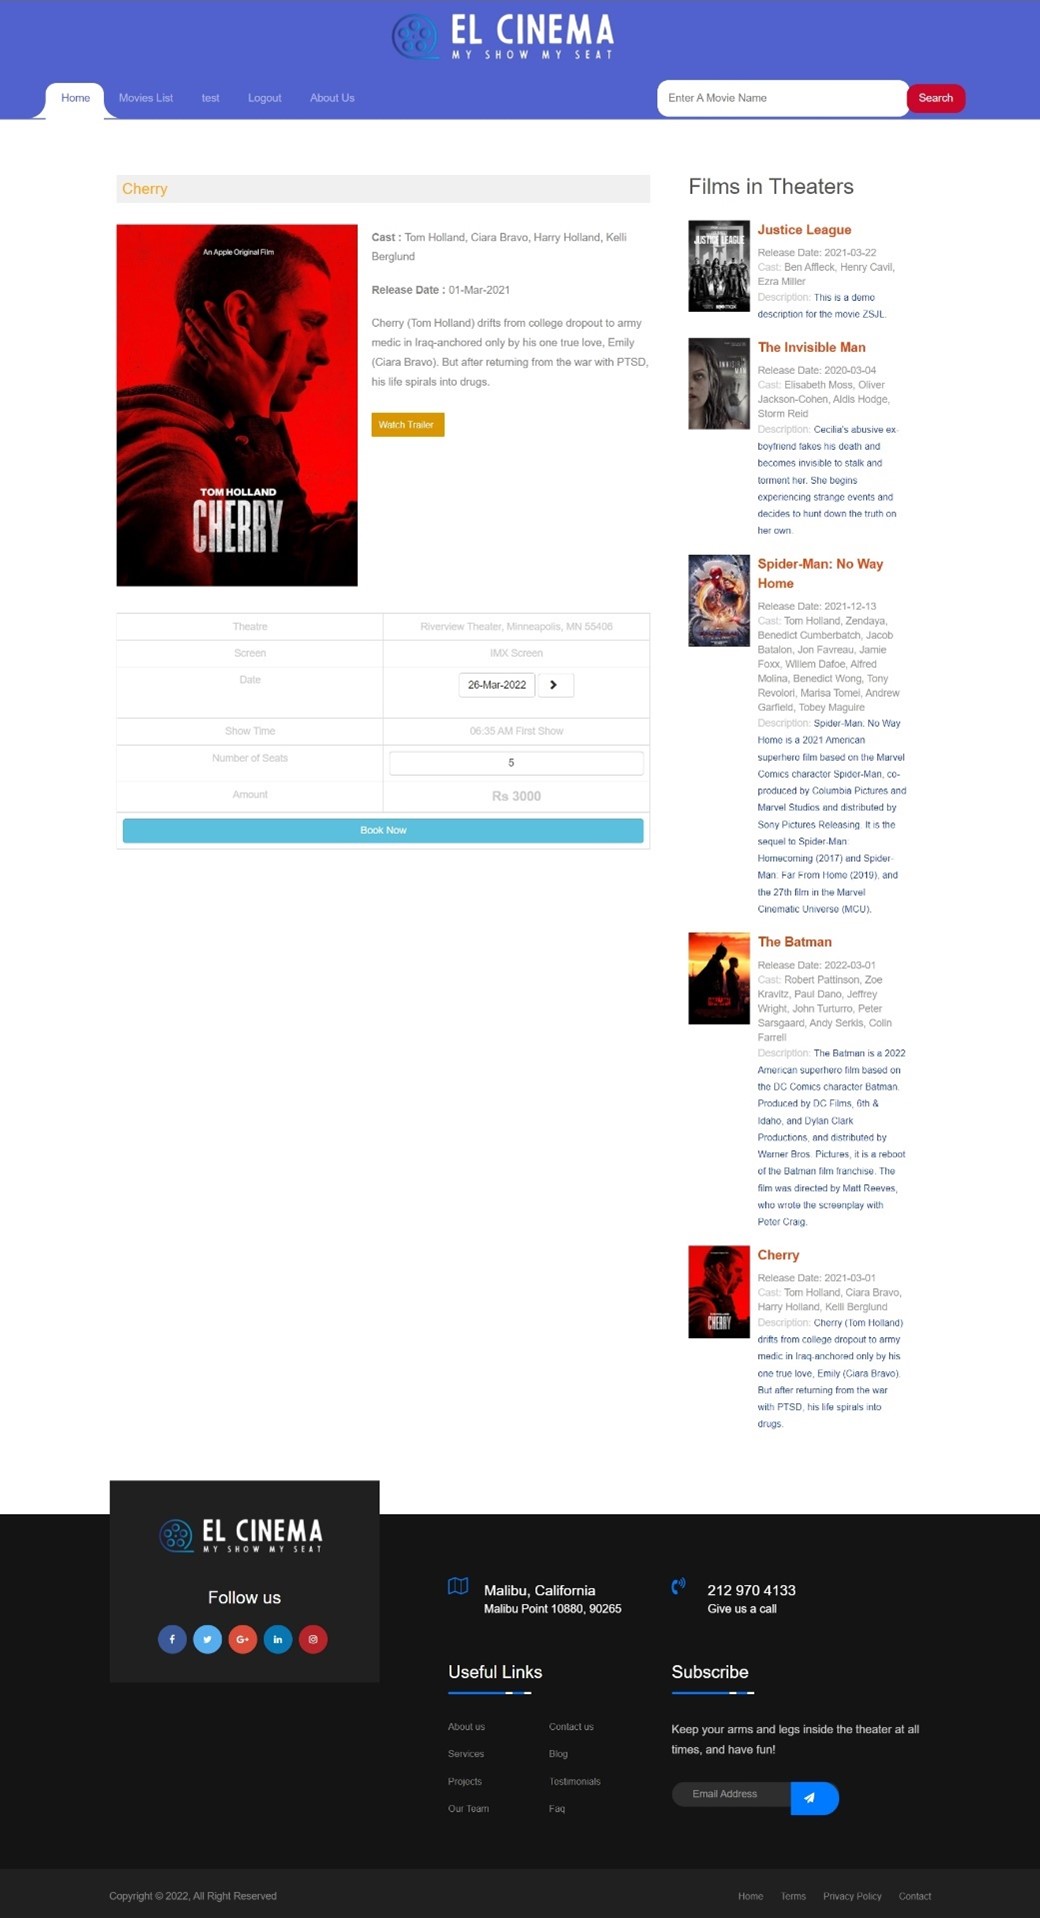 EL CINEMA
MY SHOW MY SEAT
Home
Movies List
test
Logout
About Us
Enter A Movie Name
Search
Cherry
An Apple Original Film
TOM HOLLAND
CHERRY
Cast : Tom Holland, Ciara Bravo, Harry Holland, Kelli
Berglund
Release Date : 01-Mar-2021
Cherry (Tom Holland) drifts from college dropout to army
medic in Iraq-anchored only by his one true love, Emily
(Ciara Bravo). But after returning from the war with PTSD,
his life spirals into drugs.
Watch Trailer
Theatre
Riverview Theater, Minneapolis, MN 55406
Screen
IMX Screen
Date
26-Mar-2022
Show Time
06:35 AM First Show
Number of Seats
5
Amount
Rs 3000
Book Now
Films in Theaters
JUSTICE LEAGUE
Justice League
Release Date: 2021-03-22
Cast: Ben Affleck, Henry Cavil,
Ezra Miller
Description: This is a demo
description for the movie ZSJL.
The Invisible Man
Release Date: 2020-03-04
Cast: Elisabeth Moss, Oliver
Jackson-Cohen, Aldis Hodge,
Storm Reid
Description: Cecilia's abusive ex-
boyfriend fakes his death and
becomes invisible to stalk and
torment her. She begins
experiencing strange events and
decides to hunt down the truth on
her own.
Spider-Man: No Way
Home
Release Date: 2021-12-13
Cast: Tom Holland, Zendaya,
Benedict Cumberbatch, Jacob
Batalon, Jon Favreau, Jamie
Foxx, Willem Dafoe, Alfred
Molina, Benedict Wong, Tony
Revolori, Marisa Tomei, Andrew
Garfield, Tobey Maguire
Description: Spider-Man: No Way
Home is a 2021 American
superhero film based on the Marvel
Comics character Spider-Man, co-
produced by Columbia Pictures and
Marvel Studios and distributed by
Sony Pictures Releasing. It is the
sequel to Spider-Man:
Homecoming (2017) and Spider-
Man: Far From Home (2019), and
the 27th film in the Marvel
Cinematic Universe (MCU).
The Batman
Release Date: 2022-03-01
Cast: Robert Pattinson, Zoe
Kravitz, Paul Dano, Jeffrey
Wright, John Turturro, Peter
Sarsgaard, Andy Serkis, Colin
Farrell
Description: The Batman is a 2022
American superhero film based on
the DC Comics character Batman.
Produced by DC Films, 6th &
Idaho, and Dylan Clark
Productions, and distributed by
Warner Bros. Pictures, it is a reboot
of the Batman film franchise. The
film was directed by Matt Reeves,
who wrote the screenplay with
Peter Craig.
CHERRY
Cherry
Release Date: 2021-03-01
Cast: Tom Holland, Ciara Bravo,
Harry Holland, Kelli Berglund
Description: Cherry (Tom Holland)
drifts from college dropout to army
medic in Iraq-anchored only by his
one true love, Emily (Ciara Bravo).
But after returning from the war
with PTSD, his life spirals into
drugs.
EL CINEMA
MY SHOW MY SEAT
Follow us
Malibu, California
Malibu Point 10880, 90265
212 970 4133
Give us a call
Useful Links
About us
Contact us
Services
Blog
Projects
Testimonials
Our Team
Faq
Subscribe
Keep your arms and legs inside the theater at all
times, and have fun!
Email Address
Copyright © 2022, All Right Reserved
Home
Terms
Privacy Policy
Contact